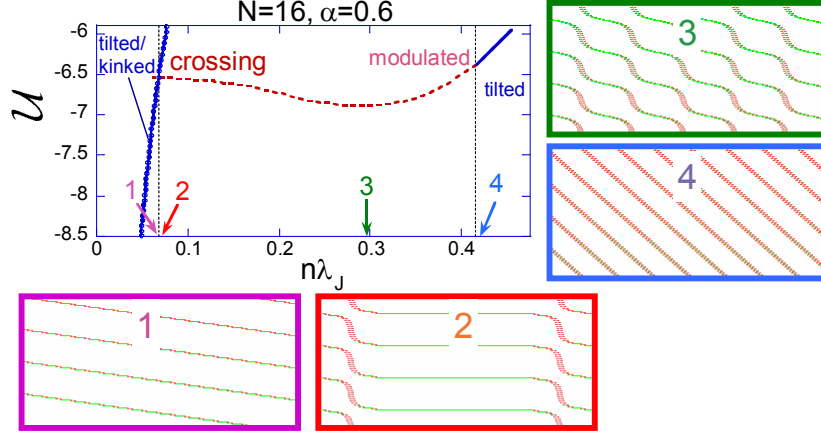 N=16, α=0.6
-6
-6.5
-7
-7.5
-8
-8.5
𝒰
tilted/
kinked
crossing
modulated
tilted
1
2
3
4
0
0.1
0.2
0.3
0.4
nλ_J
3
4
1
2